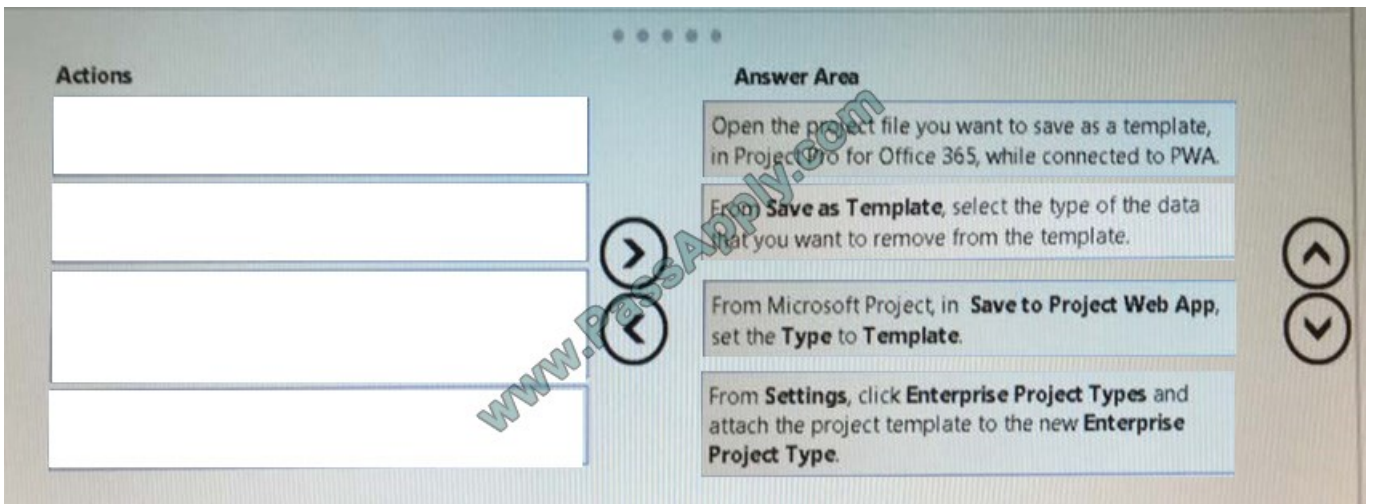 Actions
Answer Area
Open the project file you want to save as a template,
in Project Pro for Office 365, while connected to PWA.
From Save as Template, select the type of the data
that you want to remove from the template.
From Microsoft Project, in Save to Project Web App,
set the Type to Template.
From Settings, click Enterprise Project Types and
attach the project template to the new Enterprise
Project Type.
www.PassApply.com